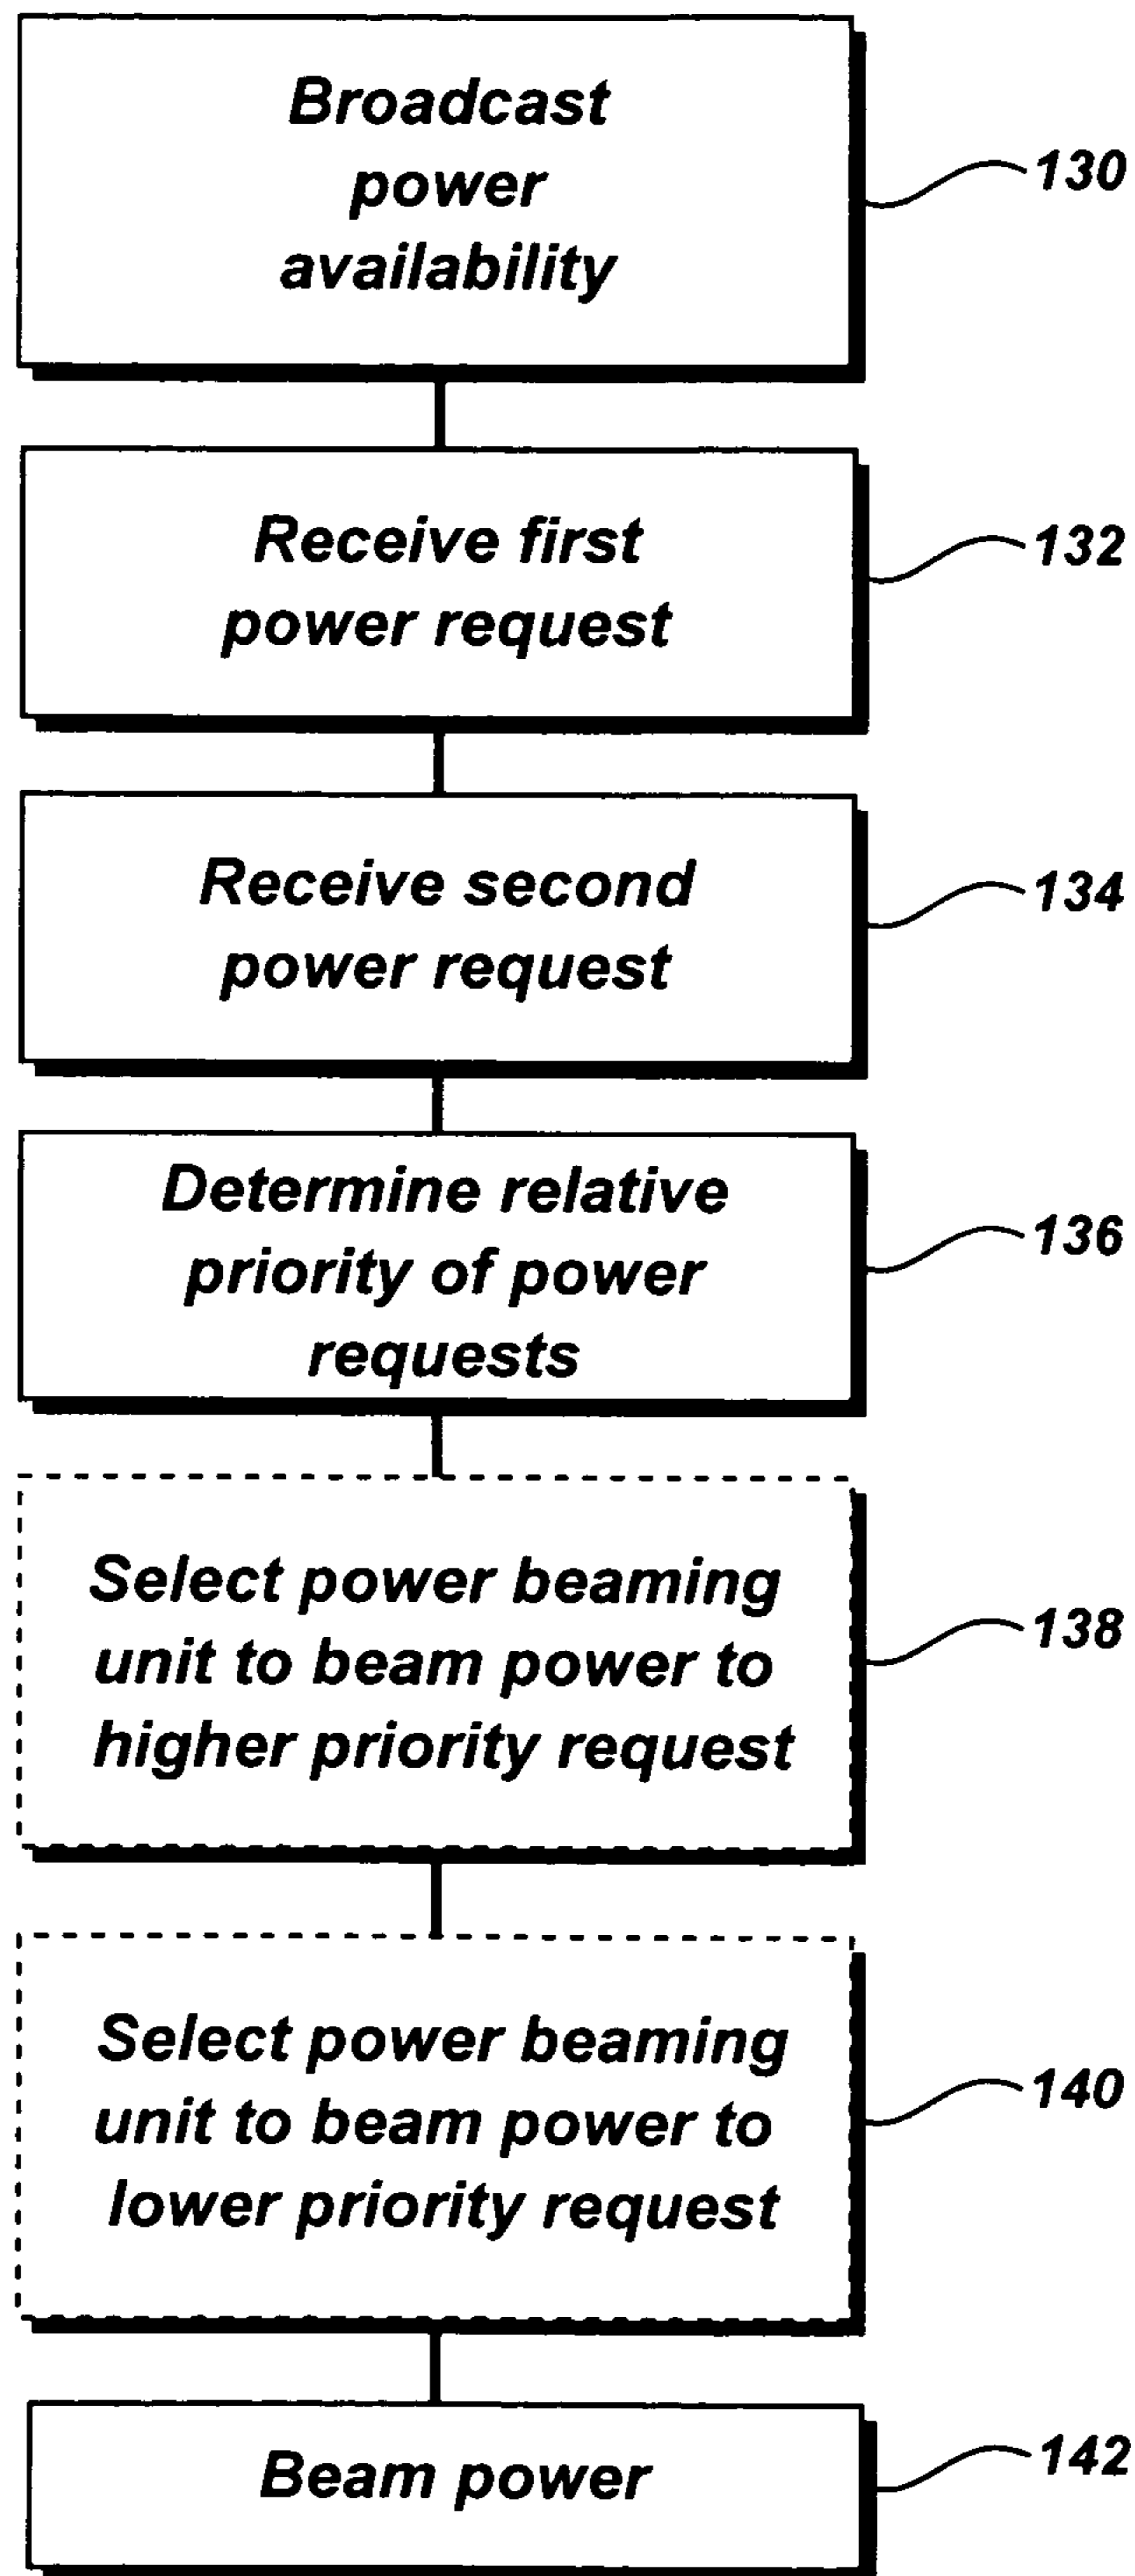 Broadcast
power
availability
130
Receive first
power request
132
Receive second
power request
134
Determine relative
priority of power
requests
136
Select power beaming
unit to beam power to
higher priority request
138
Select power beaming
unit to beam power to
lower priority request
140
Beam power
142